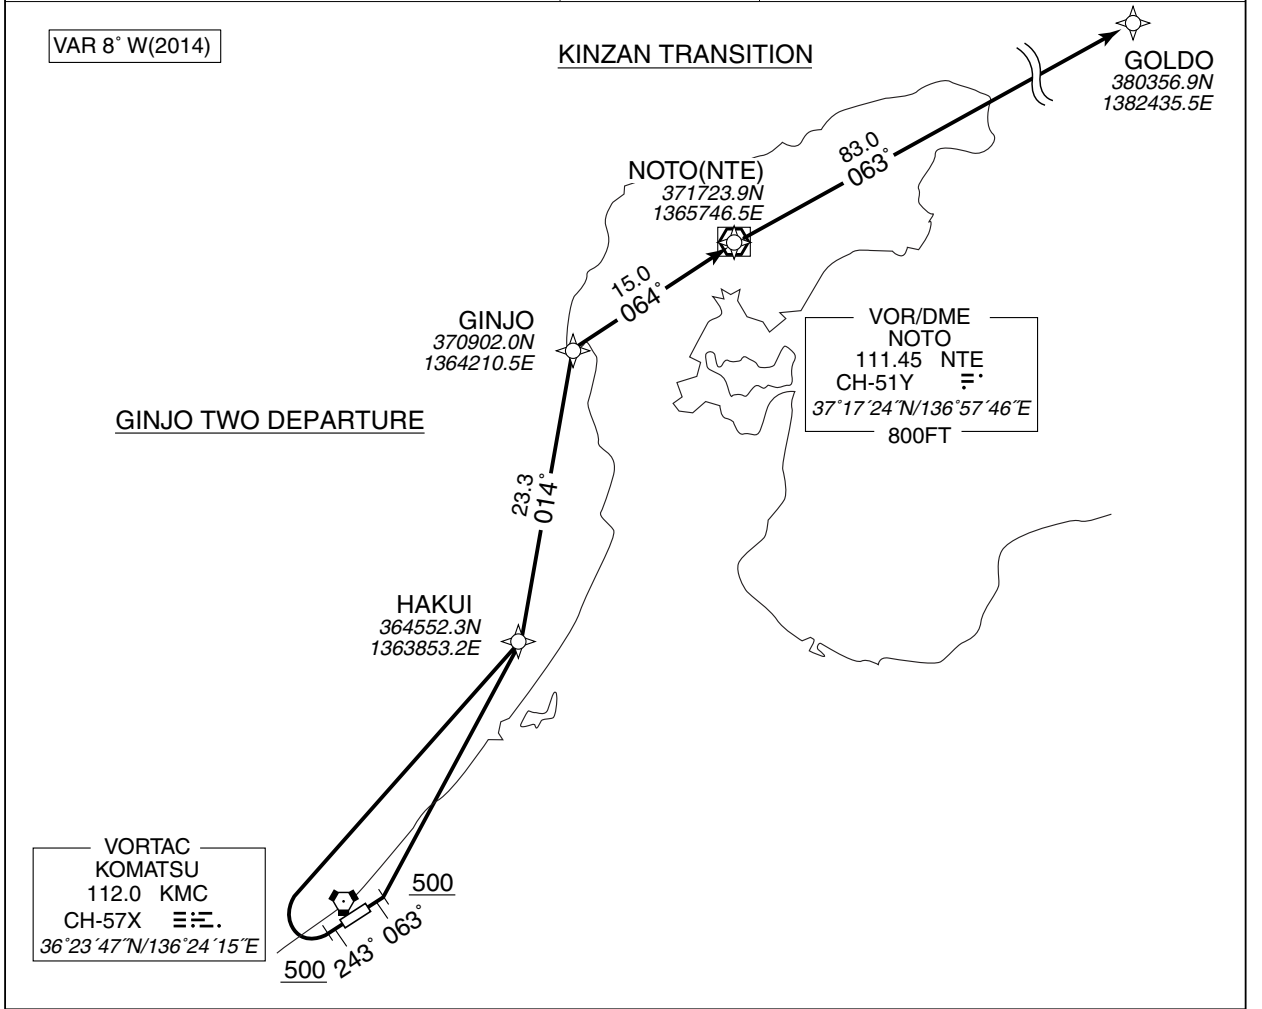 VAR 8˚ W(2014)
KINZAN TRANSITION
GOLDO
380356.9N
1382435.5E
83.0
063˚
NOTO(NTE)
371723.9N
1365746.5E
15.0
064˚
GINJO
370902.0N
1364210.5E
VOR/DME
NOTO
111.45 NTE
CH-51Y
37˚17´24˝N/136˚57´46˝E
800FT
GINJO TWO DEPARTURE
23.3
014˚
HAKUI
364552.3N
1363853.2E
VORTAC
KOMATSU
112.0 KMC
CH-57X
36˚23´47˝N/136˚24´15˝E
500
063˚
243˚
500